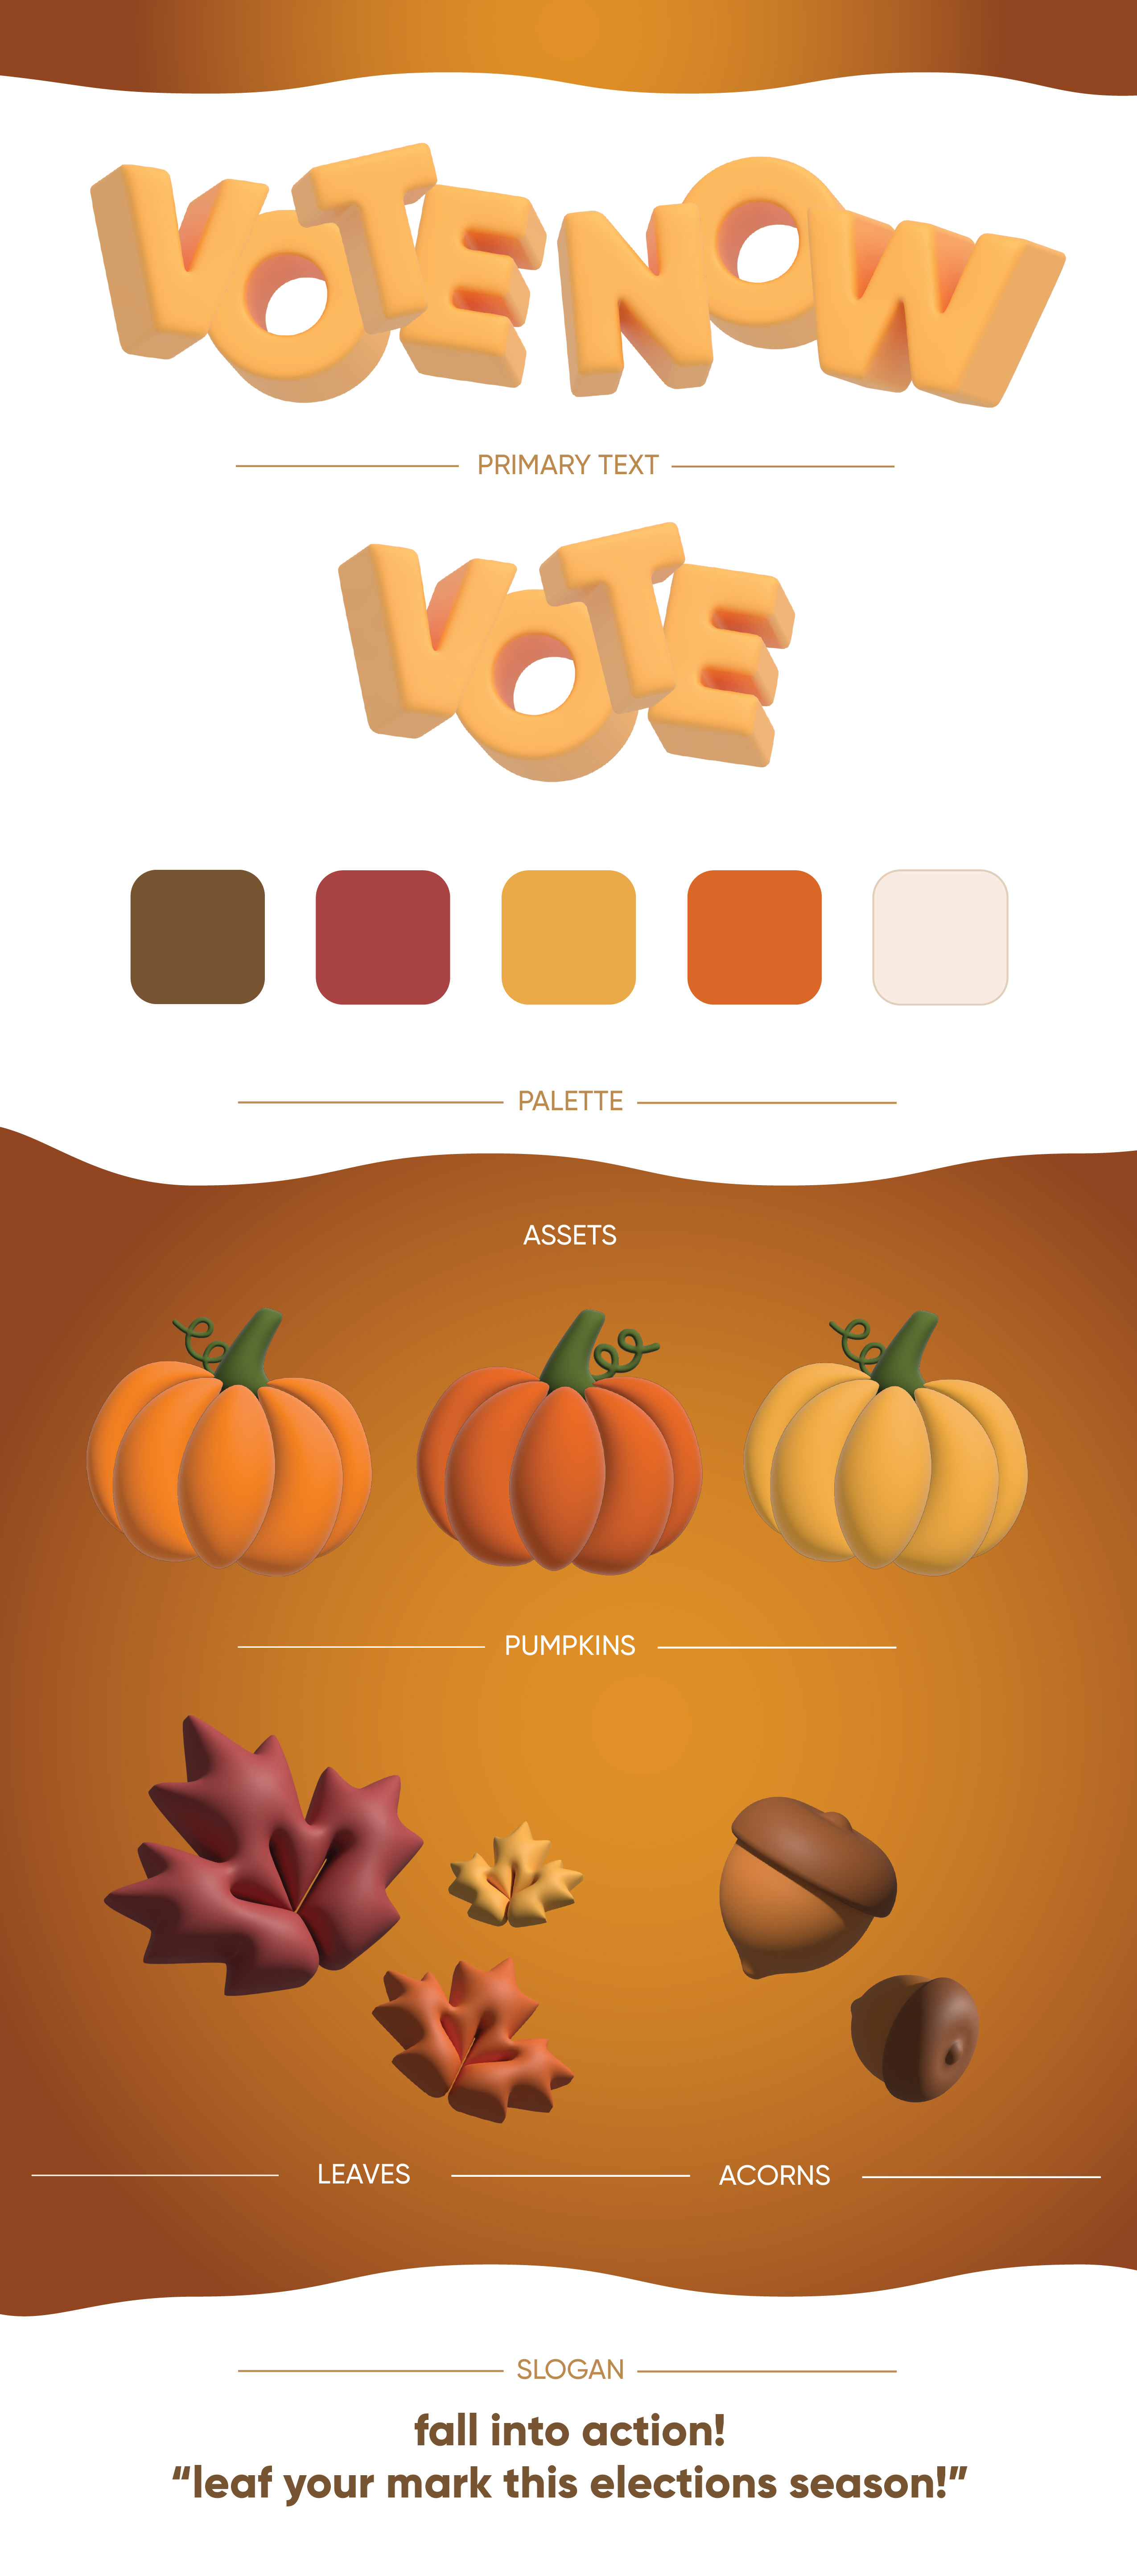 VOTE NOW
PRIMARY TEXT
VOTE
PALETTE
ASSETS
PUMPKINS
LEAVES
ACORNS
SLOGAN
fall into action!
“leaf your mark this elections season!”